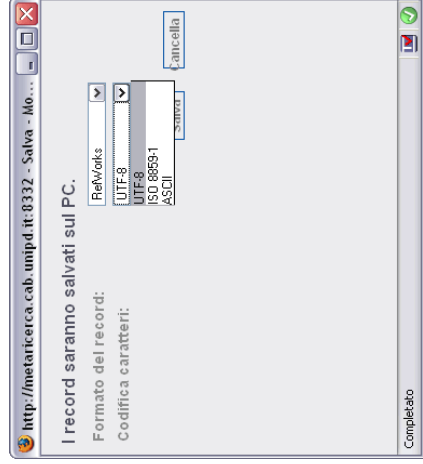 http://metaricerca.cab.unipd.it:8332 - Salva - Mo...
I record saranno salvati sul PC.
Formato del record: RefWorks
Codifica caratteri: UTF-8
UTF-8
ISO 8859-1
ASCII
Salva Cancella
Completato